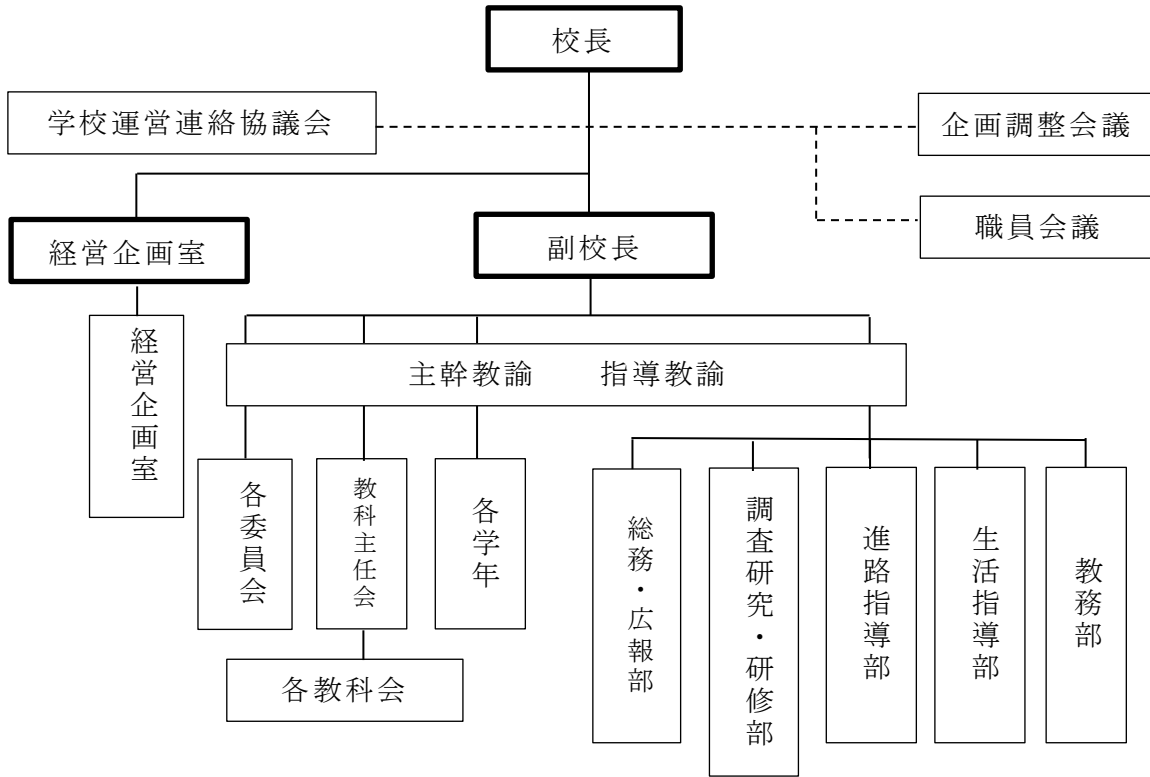 校長
学校運営連絡協議会
企画調整会議
職員会議
経営企画室
副校長
経営企画室
主幹教諭 指導教諭
各委員会
教科主任会
各学年
総務・広報部
調査研究・研修部
進路指導部
生活指導部
教務部
各教科会